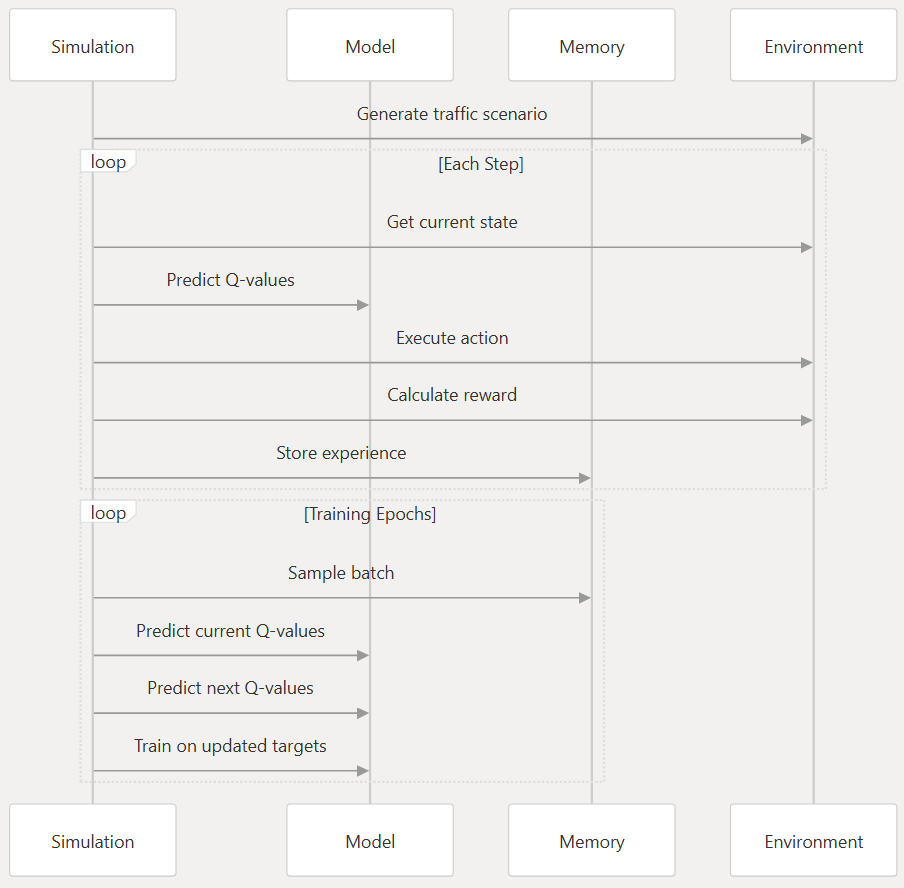 Simulation
Model
Memory
Environment
Generate traffic scenario
loop
[Each Step]
Get current state
Predict Q-values
Execute action
Calculate reward
Store experience
loop
[Training Epochs]
Sample batch
Predict current Q-values
Predict next Q-values
Train on updated targets
Simulation
Model
Memory
Environment